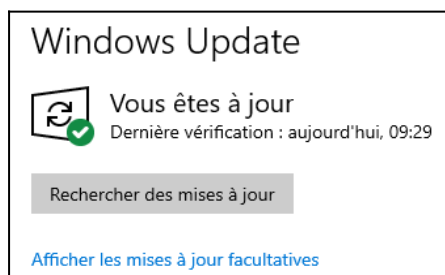 Windows Update
Vous êtes à jour
Dernière vérification : aujourd'hui, 09:29
Rechercher des mises à jour
Afficher les mises à jour facultatives